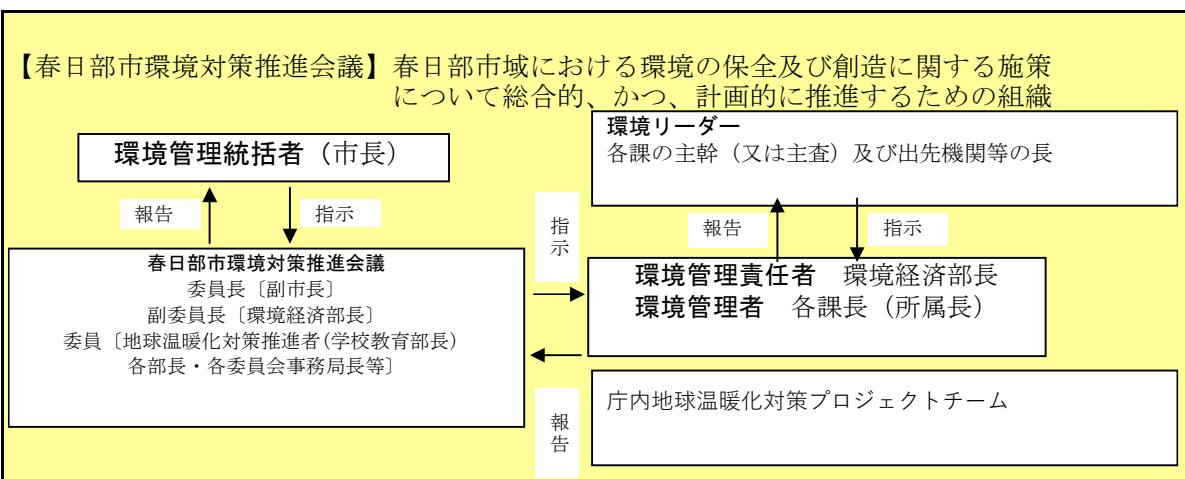 【春日部市環境対策推進会議】春日部市域における環境の保全及び創造に関する施策
について総合的、かつ、計画的に推進するための組織
環境管理統括者（市長）
報告
指示
春日部市環境対策推進会議
委員長〔副市長〕
副委員長〔環境経済部長〕
委員〔地球温暖化対策推進者(学校教育部長)
各部長・各委員会事務局長等〕
指示
報告
環境リーダー
各課の主幹（又は主査）及び出先機関等の長
報告
指示
環境管理責任者　環境経済部長
環境管理者　各課長（所属長）
庁内地球温暖化対策プロジェクトチーム